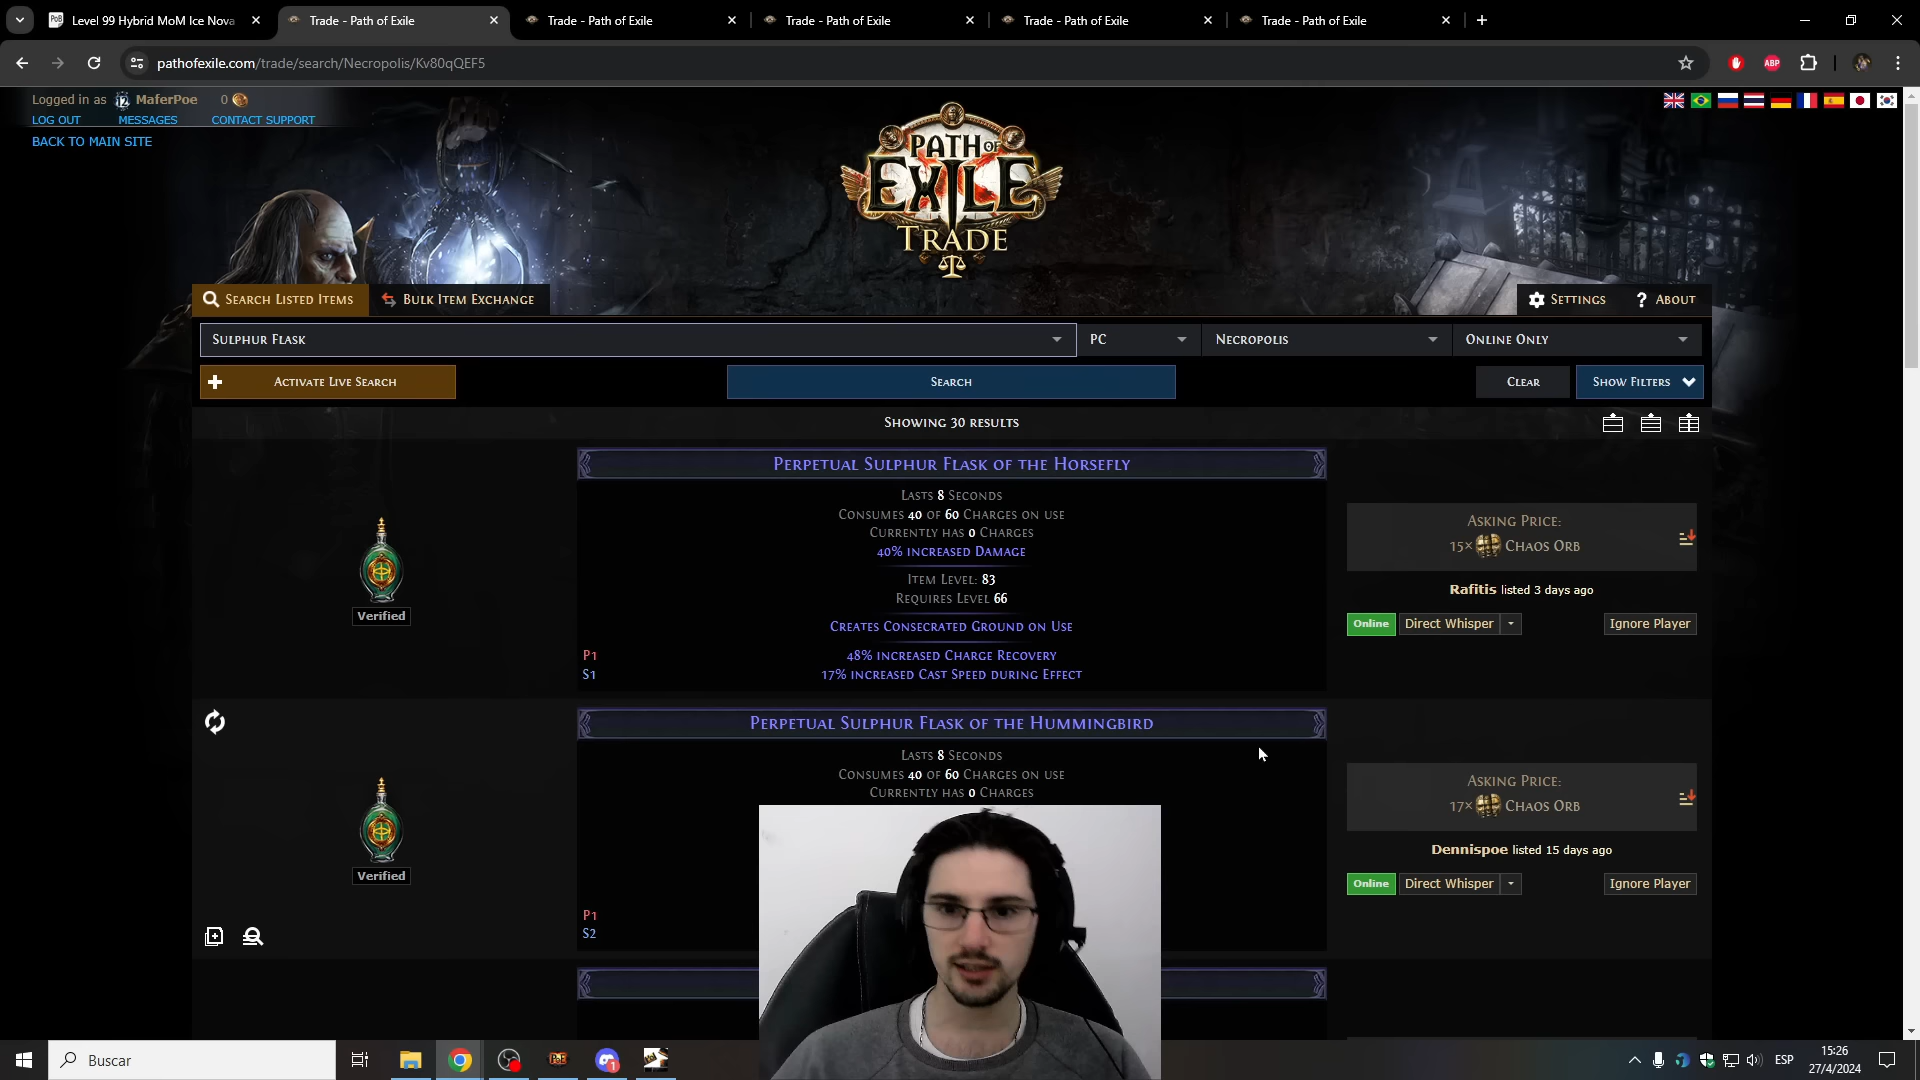 Level 99 Hybrid MoM Ice Nova
Trade - Path of Exile
Trade - Path of Exile
Trade - Path of Exile
Trade - Path of Exile
Trade - Path of Exile
pathofexile.com/trade/search/Necropolis/Kv80qQEF5
ABP
Logged in as 12 MaferPoe 0
LOG OUT MESSAGES CONTACT SUPPORT
BACK TO MAIN SITE
PATH OF
EXILE
TRADE
Search Listed Items
Bulk Item Exchange
Settings
? About
Sulphur Flask
PC
Necropolis
Online Only
Activate Live Search
Search
Clear
Show Filters
Showing 30 results
Perpetual Sulphur Flask of the Horsefly
Lasts 8 Seconds
Consumes 40 of 60 Charges on use
Currently has 0 Charges
40% increased Damage
Item Level: 83
Requires Level 66
Creates Consecrated Ground on Use
P1 48% increased Charge Recovery
S1 17% increased Cast Speed during Effect
Verified
Asking Price:
15× Chaos Orb
Rafitis listed 3 days ago
Online Direct Whisper Ignore Player
Perpetual Sulphur Flask of the Hummingbird
Lasts 8 Seconds
Consumes 40 of 60 Charges on use
Currently has 0 Charges
P1
S2
Verified
Asking Price:
17× Chaos Orb
Dennispoe listed 15 days ago
Online Direct Whisper Ignore Player
Buscar
PoE
1
ESP
15:26
27/4/2024